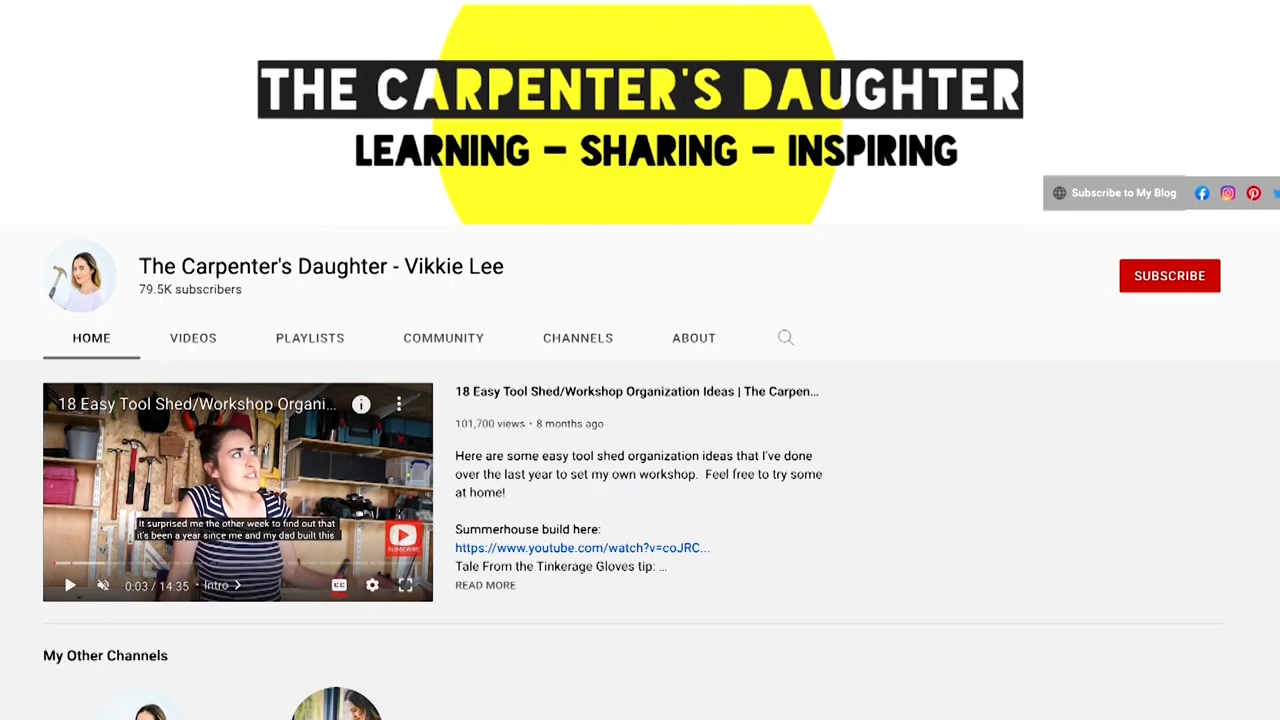 THE CARPENTER'S DAUGHTER
LEARNING – SHARING – INSPIRING
Subscribe to My Blog
The Carpenter's Daughter - Vikkie Lee
79.5K subscribers
SUBSCRIBE
HOME VIDEOS PLAYLISTS COMMUNITY CHANNELS ABOUT
18 Easy Tool Shed/Workshop Organi...
It surprised me the other week to find out that
it's been a year since me and my dad built this
SUBSCRIBE
0:03 / 14:35 • Intro
CC
18 Easy Tool Shed/Workshop Organization Ideas | The Carpen...
101,700 views • 8 months ago
Here are some easy tool shed organization ideas that I've done
over the last year to set my own workshop. Feel free to try some
at home!
Summerhouse build here:
https://www.youtube.com/watch?v=coJRC...
Tale From the Tinkerage Gloves tip: ...
READ MORE
My Other Channels